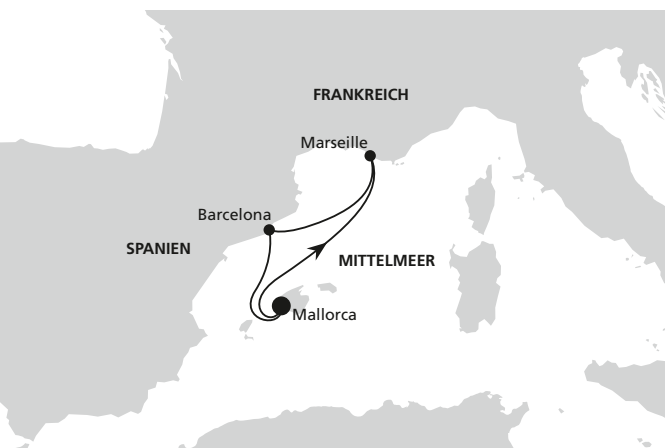 FRANKREICH
Marseille
Barcelona
SPANIEN
MITTELMEER
Mallorca